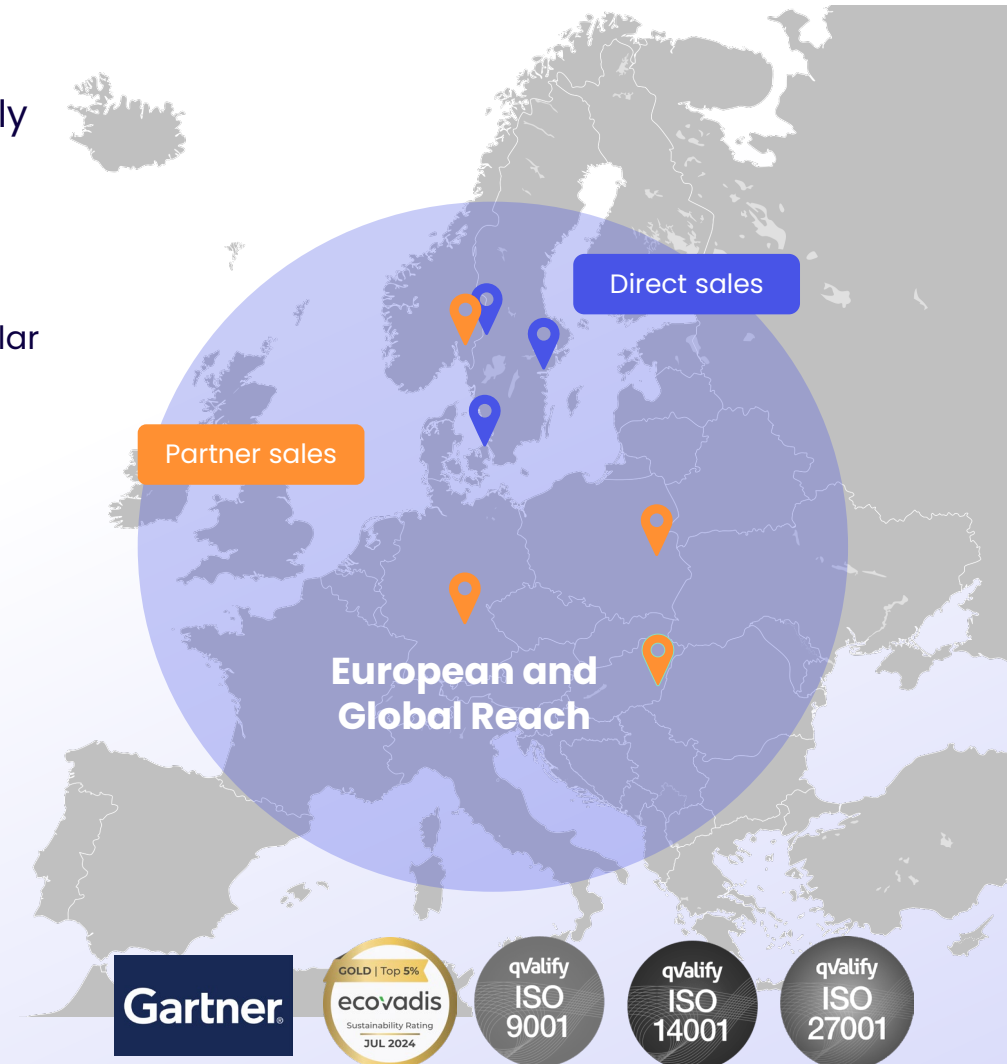 ly
lar
Direct sales
Partner sales
European and
Global Reach
Gartner®
GOLD | Top 5%
ecovadis
Sustainability Rating
JUL 2024
qvalify
ISO
9001
qvalify
ISO
14001
qvalify
ISO
27001